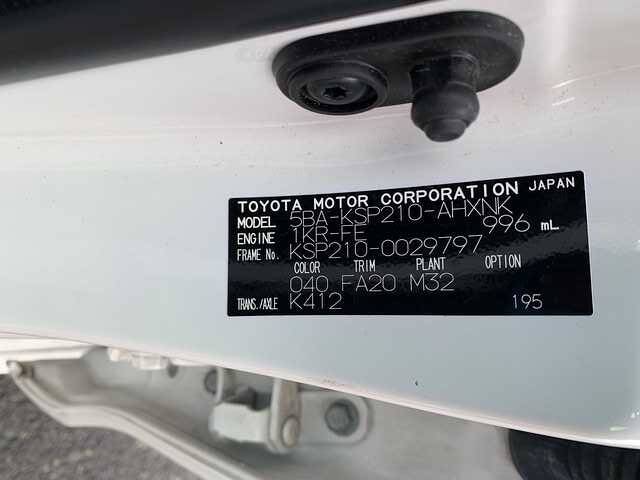 TOYOTA MOTOR CORPORATION JAPAN
MODEL 5BA-KSP210-AHXNK
ENGINE 1KR-FE 996 mL
FRAME No. KSP210-0029797
COLOR TRIM PLANT OPTION
040 FA20 M32
TRANS./AXLE K412 195